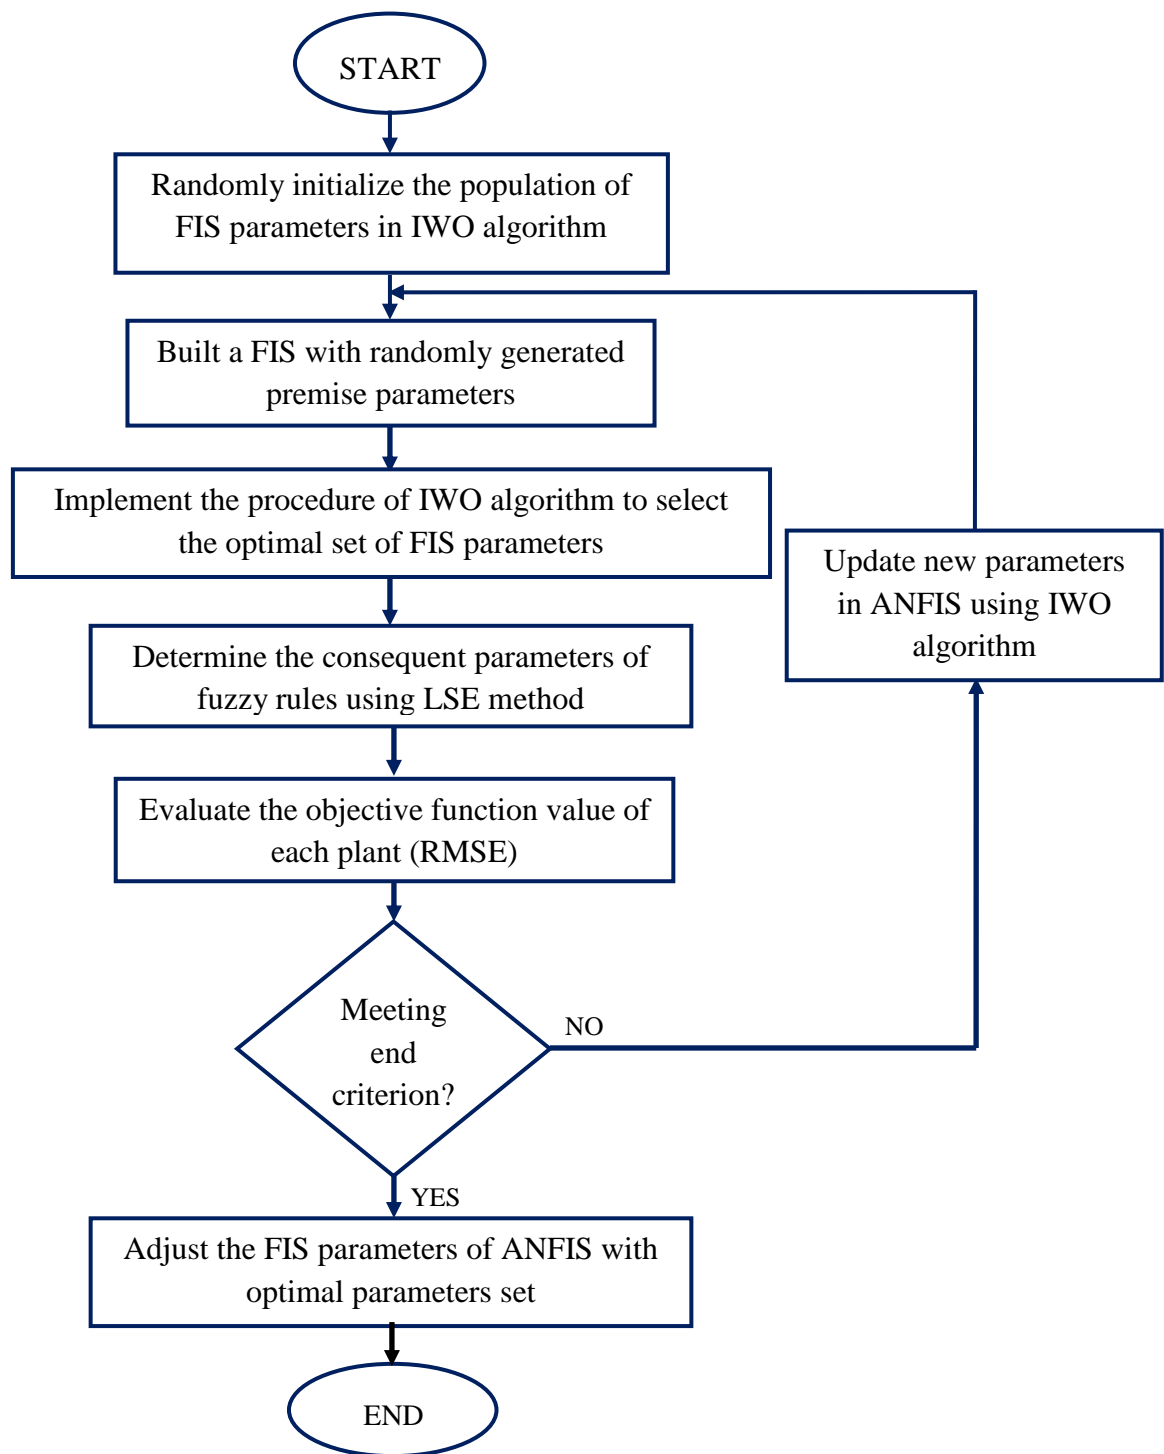 START
Randomly initialize the population of
FIS parameters in IWO algorithm
Built a FIS with randomly generated
premise parameters
Implement the procedure of IWO algorithm to select
the optimal set of FIS parameters
Update new parameters
in ANFIS using IWO
algorithm
Determine the consequent parameters of
fuzzy rules using LSE method
Evaluate the objective function value of
each plant (RMSE)
Meeting
end
criterion?
NO
YES
Adjust the FIS parameters of ANFIS with
optimal parameters set
END